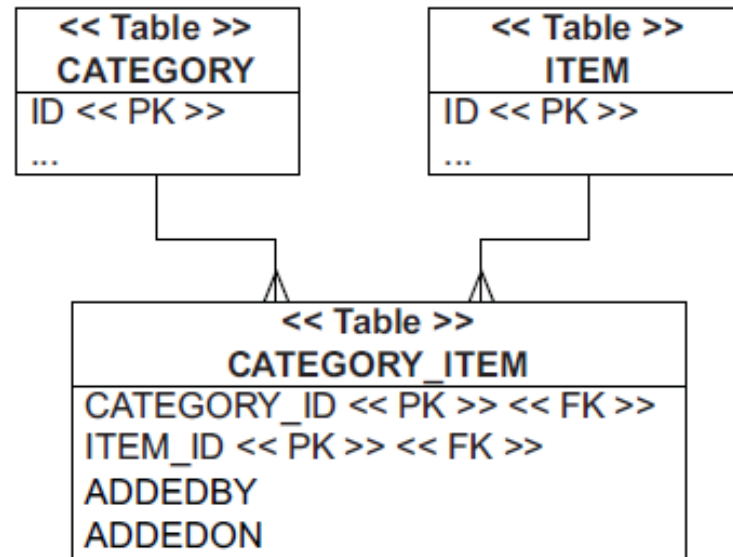 << Table >>
CATEGORY
ID << PK >>
...
<< Table >>
ITEM
ID << PK >>
...
<< Table >>
CATEGORY_ITEM
CATEGORY_ID << PK >> << FK >>
ITEM_ID << PK >> << FK >>
ADDEDBY
ADDEDON